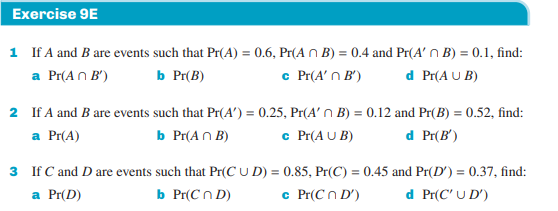 Exercise 9E
1 If A and B are events such that Pr(A) = 0.6, Pr(A ∩ B) = 0.4 and Pr(A′ ∩ B) = 0.1, find:
a Pr(A ∩ B′) b Pr(B) c Pr(A′ ∩ B′) d Pr(A ∪ B)
2 If A and B are events such that Pr(A′) = 0.25, Pr(A′ ∩ B) = 0.12 and Pr(B) = 0.52, find:
a Pr(A) b Pr(A ∩ B) c Pr(A ∪ B) d Pr(B′)
3 If C and D are events such that Pr(C ∪ D) = 0.85, Pr(C) = 0.45 and Pr(D′) = 0.37, find:
a Pr(D) b Pr(C ∩ D) c Pr(C ∩ D′) d Pr(C′ ∪ D′)